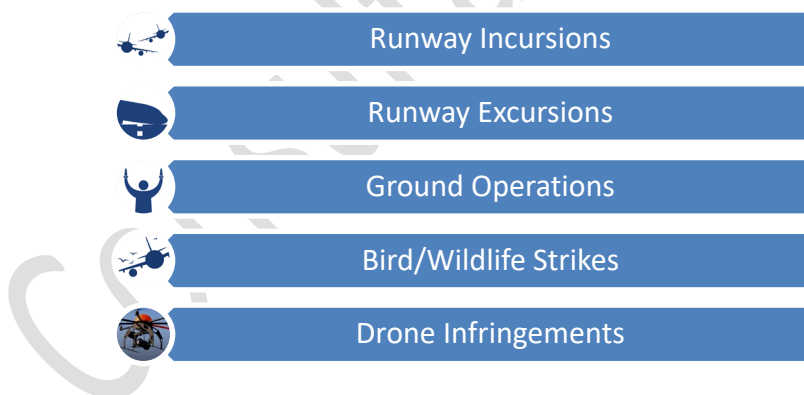 Runway Incursions
Runway Excursions
Ground Operations
Bird/Wildlife Strikes
Drone Infringements